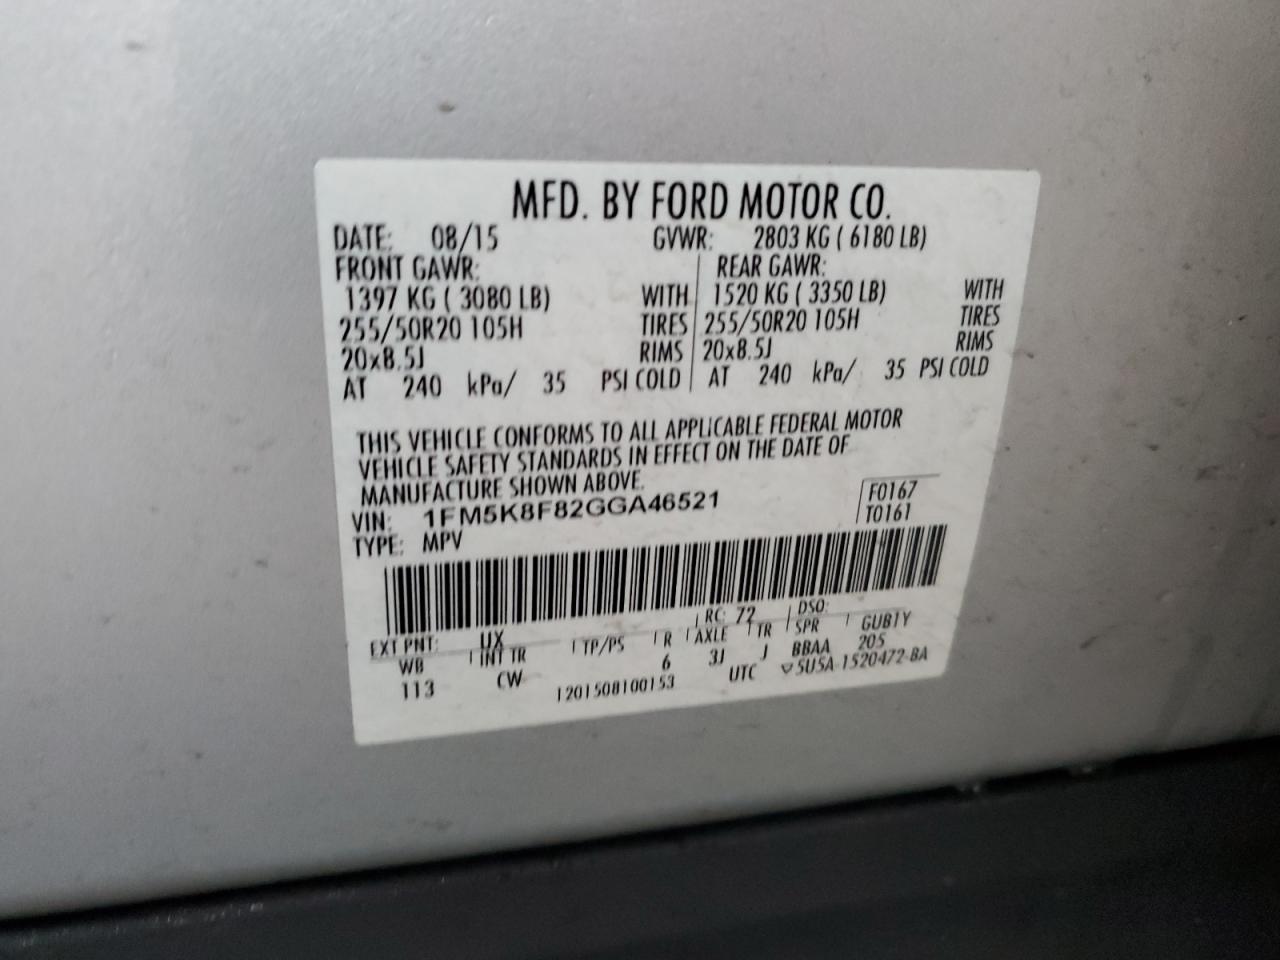 MFD. BY FORD MOTOR CO.
DATE: 08/15 GVWR: 2803 KG ( 6180 LB)
FRONT GAWR: REAR GAWR:
1397 KG ( 3080 LB) WITH 1520 KG ( 3350 LB) WITH
255/50R20 105H TIRES 255/50R20 105H TIRES
20x8.5J RIMS 20x8.5J RIMS
AT 240 kPa/ 35 PSI COLD AT 240 kPa/ 35 PSI COLD
THIS VEHICLE CONFORMS TO ALL APPLICABLE FEDERAL MOTOR
VEHICLE SAFETY STANDARDS IN EFFECT ON THE DATE OF
MANUFACTURE SHOWN ABOVE.
VIN: 1FM5K8F82GGA46521 F0167
TYPE: MPV T0161
EXT PNT: UX RC: 72 DSO:
WB INT TR TP/PS R AXLE TR SPR GUB1Y
113 CW 6 3J J BBAA 205
1201508100153 UTC ▽5U5A-1520472-BA